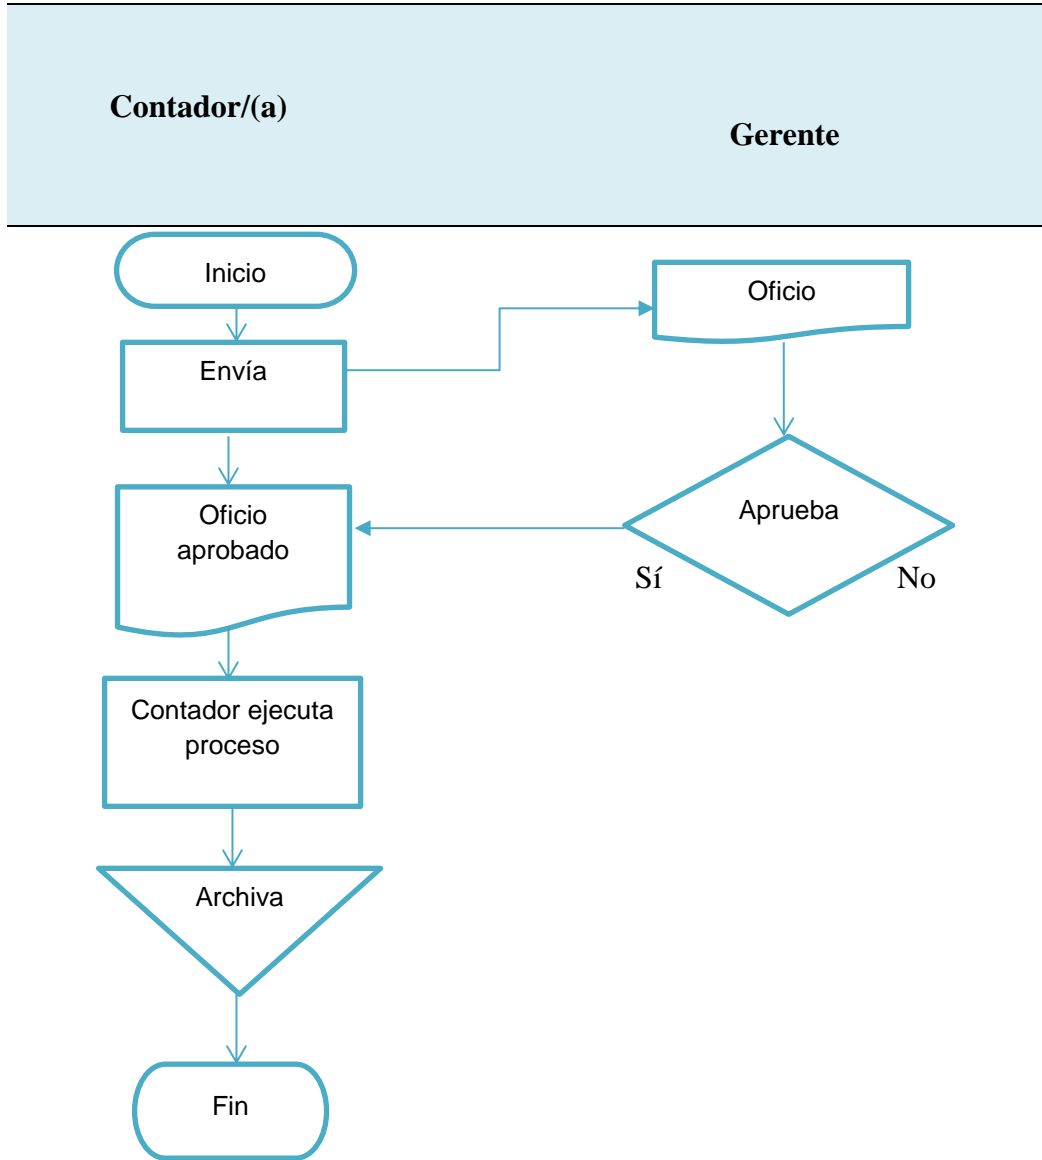 Contador/(a)
Gerente
Inicio
Oficio
Envía
Oficio
aprobado
Aprueba
Sí
No
Contador ejecuta
proceso
Archiva
Fin